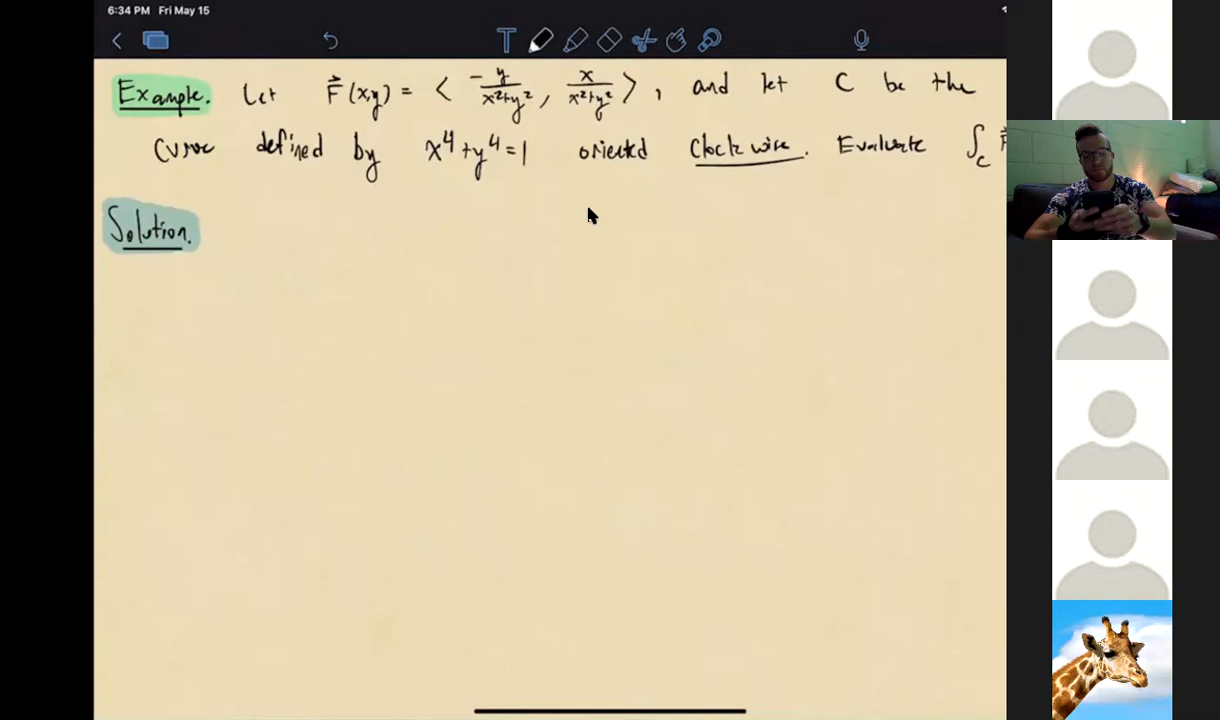 6:34 PM Fri May 15
T
Example. Let F⃗(x,y) = ⟨ -y/(x²+y²), x/(x²+y²) ⟩, and let C be the
curve defined by x⁴+y⁴=1 oriented Clockwise. Evaluate ∫_C
Solution.